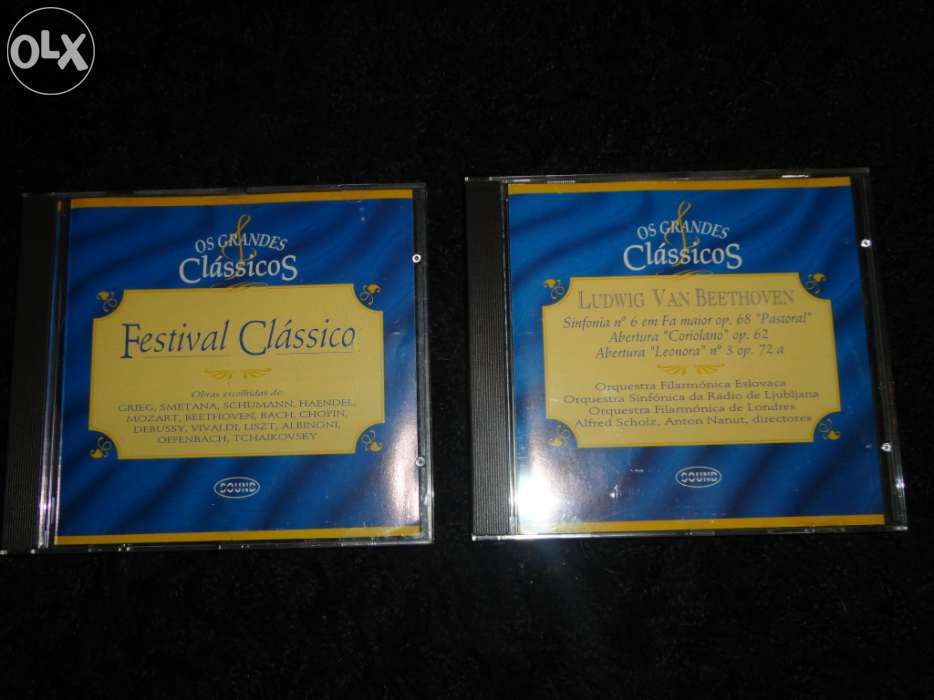 OLX
OS GRANDES
ClássicoS
Festival Clássico
Obras escolhidas de:
GRIEG, SMETANA, SCHUMANN, HAENDEL,
MOZART, BEETHOVEN, BACH, CHOPIN,
DEBUSSY, VIVALDI, LISZT, ALBINONI,
OFFENBACH, TCHAIKOVSKY
SOUND
OS GRANDES
ClássicoS
LUDWIG VAN BEETHOVEN
Sinfonia nº 6 em Fa maior op. 68 "Pastoral"
Abertura "Coriolano" op. 62
Abertura "Leonora" nº 3 op. 72 a
Orquestra Filarmónica Eslovaca
Orquestra Sinfónica da Rádio de Ljubljana
Orquestra Filarmónica de Londres
Alfred Scholz, Anton Nanut, directores
SOUND